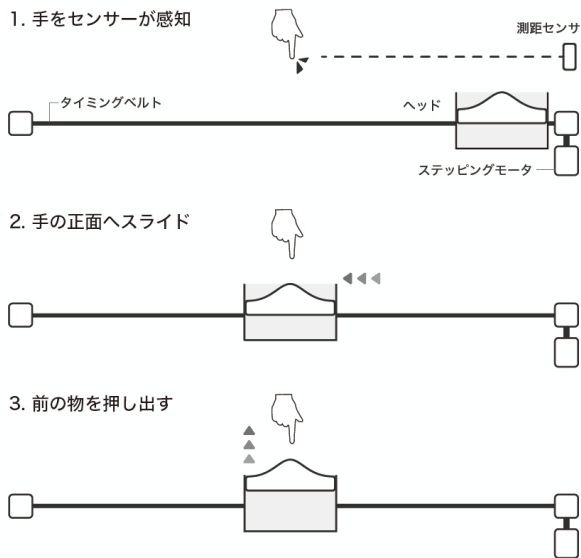 1. 手をセンサーが感知
測距センサ
タイミングベルト
ヘッド
ステッピングモータ
2. 手の正面へスライド
3. 前の物を押し出す